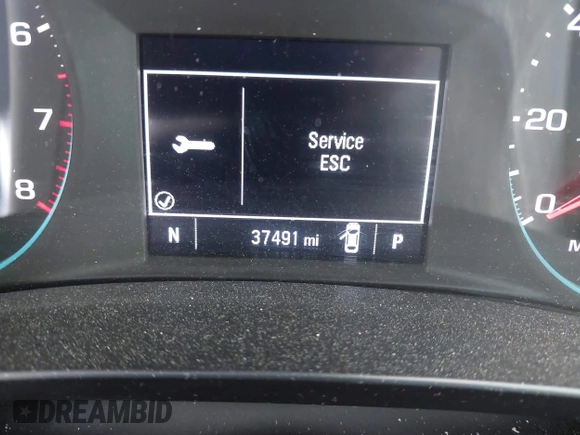 6
7
8
Service
ESC
N 37491 mi P
20
0
DREAMBID